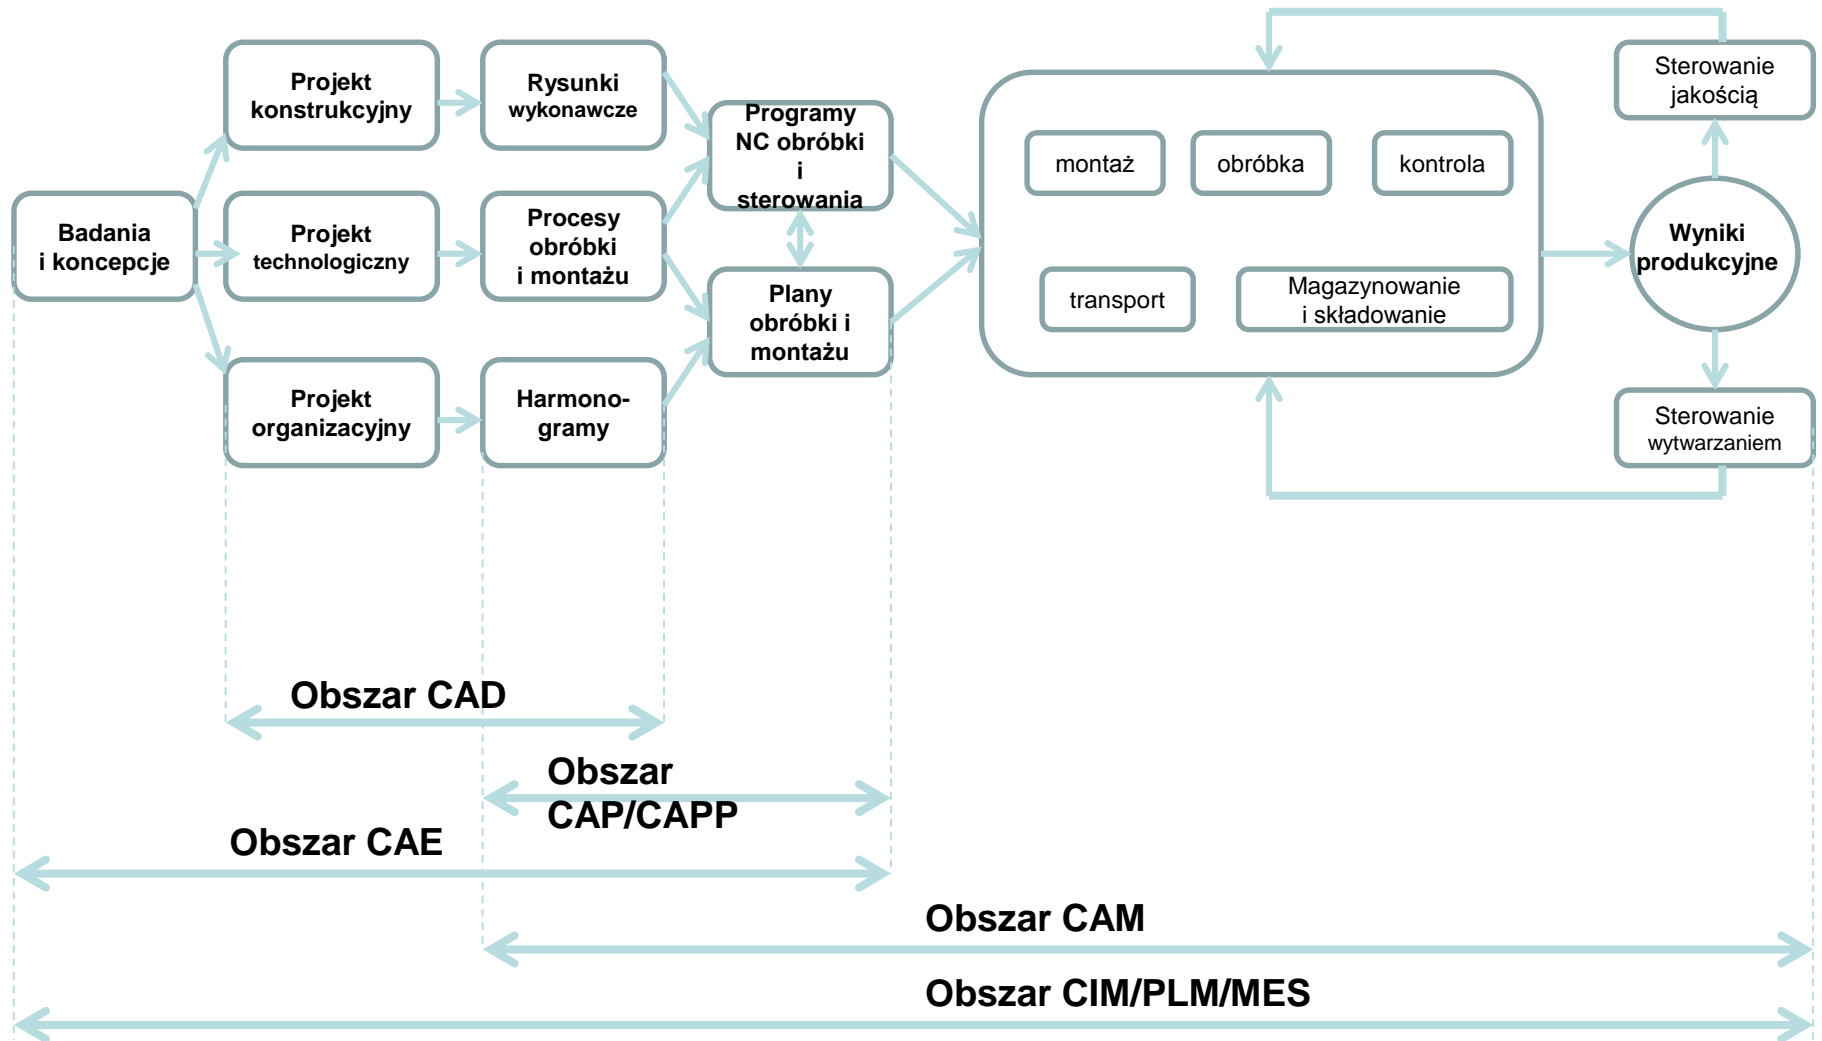 Projekt
konstrukcyjny
Rysunki
wykonawcze
Programy
NC obróbki
i
sterowania
Sterowanie
jakością
montaż
obróbka
kontrola
Badania
i koncepcje
Projekt
technologiczny
Procesy
obróbki
i montażu
Wyniki
produkcyjne
Plany
obróbki i
montażu
transport
Magazynowanie
i składowanie
Projekt
organizacyjny
Harmono-
gramy
Sterowanie
wytwarzaniem
Obszar CAD
Obszar
CAP/CAPP
Obszar CAE
Obszar CAM
Obszar CIM/PLM/MES